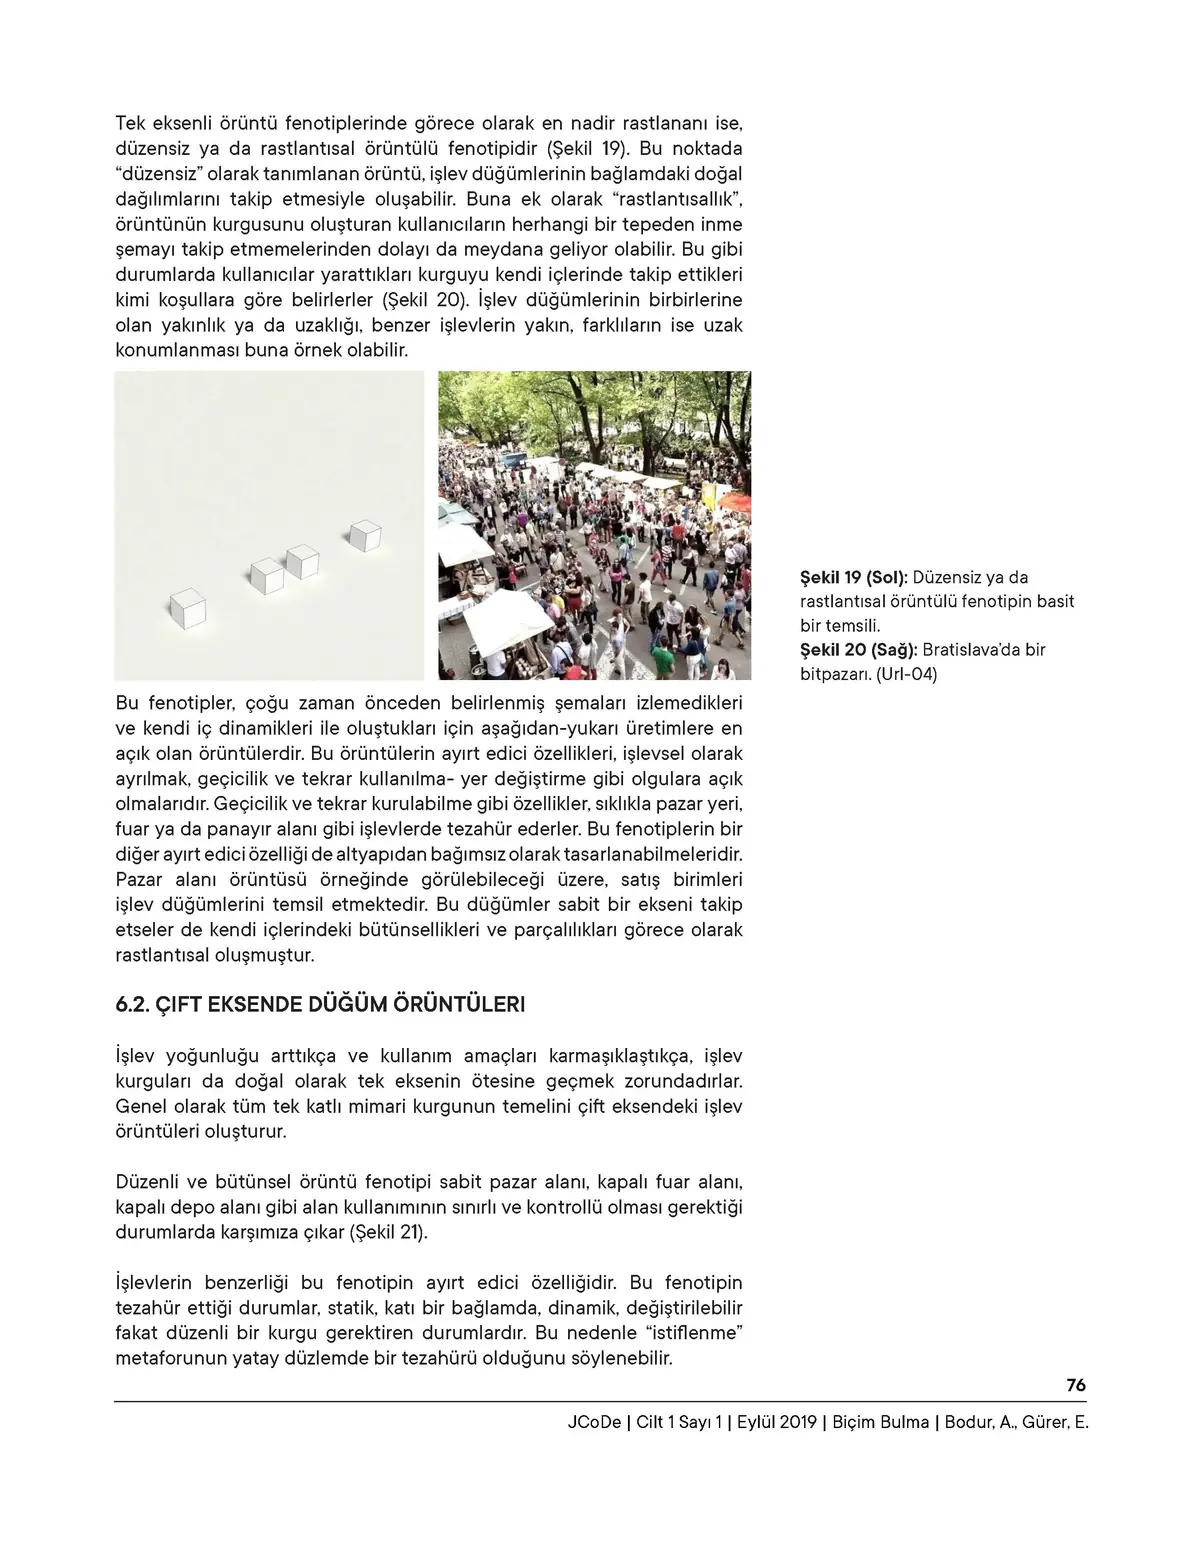 Tek eksenli örüntü fenotiplerinde görece olarak en nadir rastlananı ise,
düzensiz ya da rastlantısal örüntülü fenotipidir (Şekil 19). Bu noktada
“düzensiz” olarak tanımlanan örüntü, işlev düğümlerinin bağlamdaki doğal
dağılımlarını takip etmesiyle oluşabilir. Buna ek olarak “rastlantısallık”,
örüntünün kurgusunu oluşturan kullanıcıların herhangi bir tepeden inme
şemayı takip etmemelerinden dolayı da meydana geliyor olabilir. Bu gibi
durumlarda kullanıcılar yarattıkları kurguyu kendi içlerinde takip ettikleri
kimi koşullara göre belirlerler (Şekil 20). İşlev düğümlerinin birbirlerine
olan yakınlık ya da uzaklığı, benzer işlevlerin yakın, farklıların ise uzak
konumlanması buna örnek olabilir.
Şekil 19 (Sol): Düzensiz ya da
rastlantısal örüntülü fenotipin basit
bir temsili.
Şekil 20 (Sağ): Bratislava’da bir
bitpazarı. (Url-04)
Bu fenotipler, çoğu zaman önceden belirlenmiş şemaları izlemedikleri
ve kendi iç dinamikleri ile oluştukları için aşağıdan-yukarı üretimlere en
açık olan örüntülerdir. Bu örüntülerin ayırt edici özellikleri, işlevsel olarak
ayrılmak, geçicilik ve tekrar kullanılma- yer değiştirme gibi olgulara açık
olmalarıdır. Geçicilik ve tekrar kurulabilme gibi özellikler, sıklıkla pazar yeri,
fuar ya da panayır alanı gibi işlevlerde tezahür ederler. Bu fenotiplerin bir
diğer ayırt edici özelliği de altyapıdan bağımsız olarak tasarlanabilmeleridir.
Pazar alanı örüntüsü örneğinde görülebileceği üzere, satış birimleri
işlev düğümlerini temsil etmektedir. Bu düğümler sabit bir ekseni takip
etseler de kendi içlerindeki bütünsellikleri ve parçalılıkları görece olarak
rastlantısal oluşmuştur.
6.2. ÇIFT EKSENDE DÜĞÜM ÖRÜNTÜLERI
İşlev yoğunluğu arttıkça ve kullanım amaçları karmaşıklaştıkça, işlev
kurguları da doğal olarak tek eksenin ötesine geçmek zorundadırlar.
Genel olarak tüm tek katlı mimari kurgunun temelini çift eksendeki işlev
örüntüleri oluşturur.
Düzenli ve bütünsel örüntü fenotipi sabit pazar alanı, kapalı fuar alanı,
kapalı depo alanı gibi alan kullanımının sınırlı ve kontrollü olması gerektiği
durumlarda karşımıza çıkar (Şekil 21).
İşlevlerin benzerliği bu fenotipin ayırt edici özelliğidir. Bu fenotipin
tezahür ettiği durumlar, statik, katı bir bağlamda, dinamik, değiştirilebilir
fakat düzenli bir kurgu gerektiren durumlardır. Bu nedenle “istiflenme”
metaforunun yatay düzlemde bir tezahürü olduğunu söylenebilir.
76
JCoDe | Cilt 1 Sayı 1 | Eylül 2019 | Biçim Bulma | Bodur, A., Gürer, E.